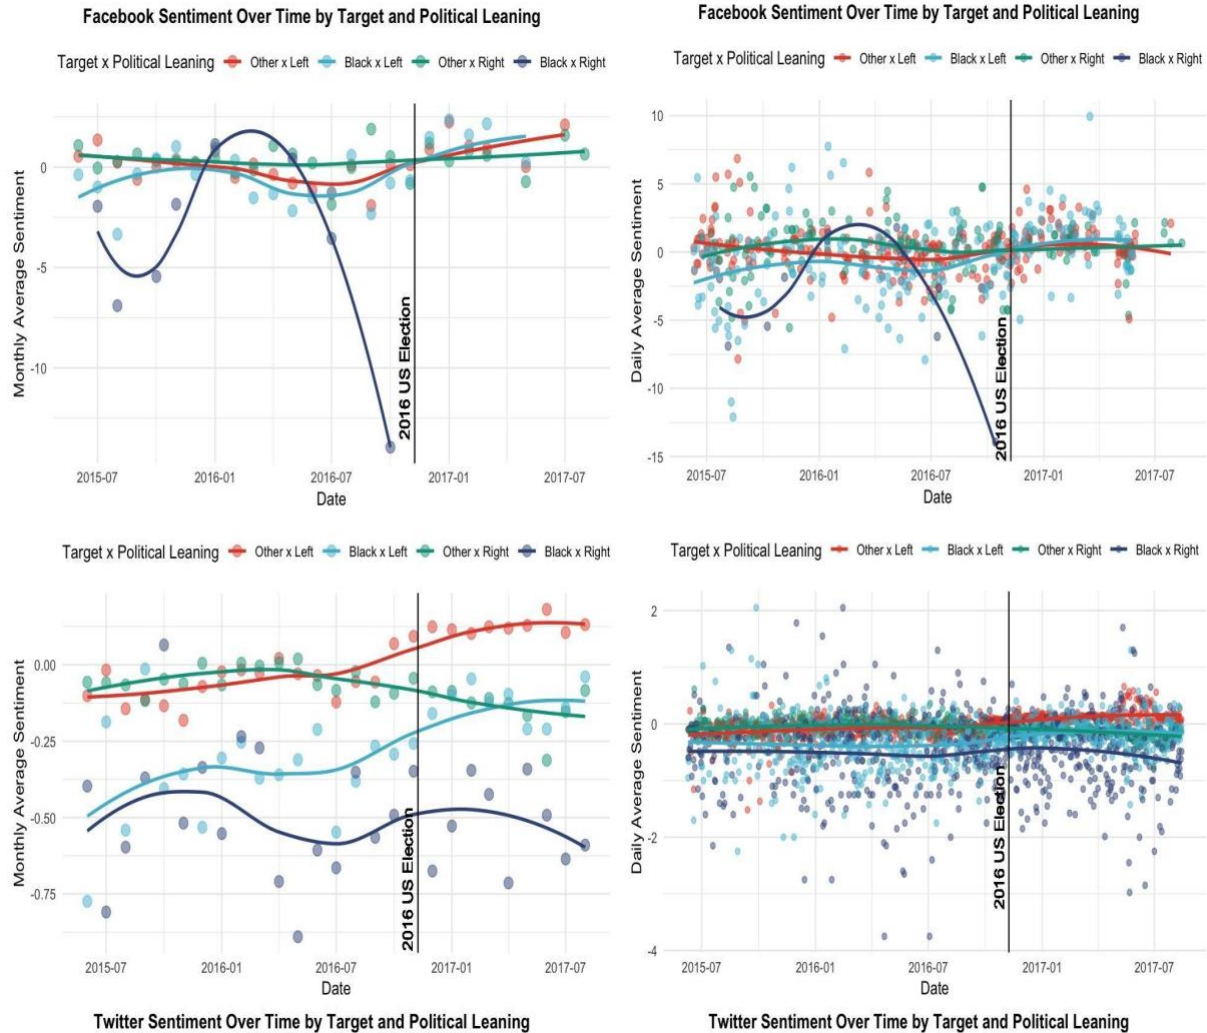 Facebook Sentiment Over Time by Target and Political Leaning
Target x Political Leaning Other x Left Black x Left Other x Right Black x Right
Monthly Average Sentiment
0
-5
-10
2016 US Election
2015-07 2016-01 2016-07 2017-01 2017-07
Date
Facebook Sentiment Over Time by Target and Political Leaning
Target x Political Leaning Other x Left Black x Left Other x Right Black x Right
Daily Average Sentiment
10
5
0
-5
-10
-15
2016 US Election
2015-07 2016-01 2016-07 2017-01 2017-07
Date
Target x Political Leaning Other x Left Black x Left Other x Right Black x Right
Monthly Average Sentiment
0.00
-0.25
-0.50
-0.75
2016 US Election
2015-07 2016-01 2016-07 2017-01 2017-07
Date
Twitter Sentiment Over Time by Target and Political Leaning
Target x Political Leaning Other x Left Black x Left Other x Right Black x Right
Daily Average Sentiment
2
0
-2
-4
2016 US Election
2015-07 2016-01 2016-07 2017-01 2017-07
Date
Twitter Sentiment Over Time by Target and Political Leaning